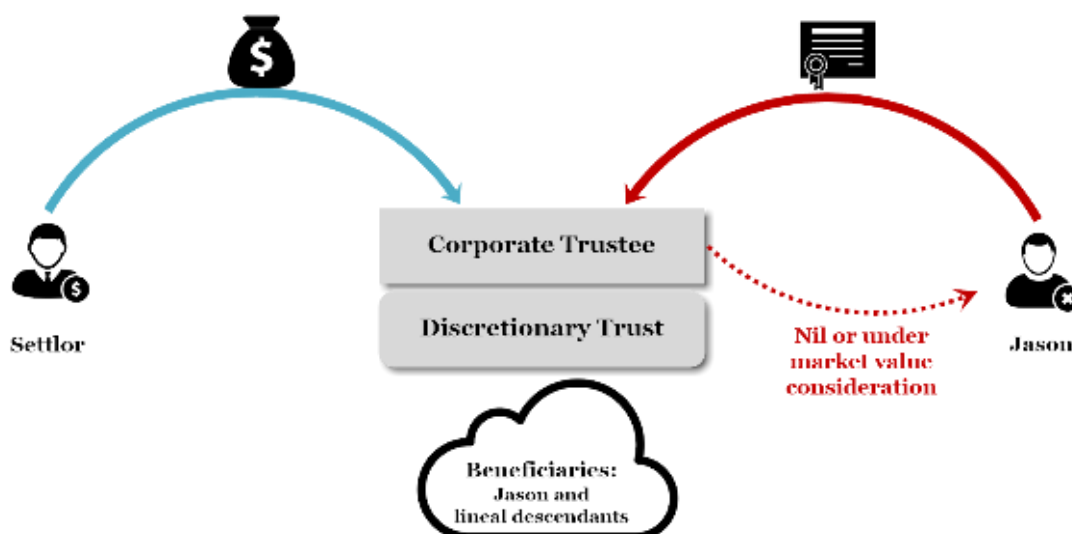 $
Corporate Trustee
Discretionary Trust
$
Settlor
Nil or under
market value
consideration
Jason
Beneficiaries:
Jason and
lineal descendants